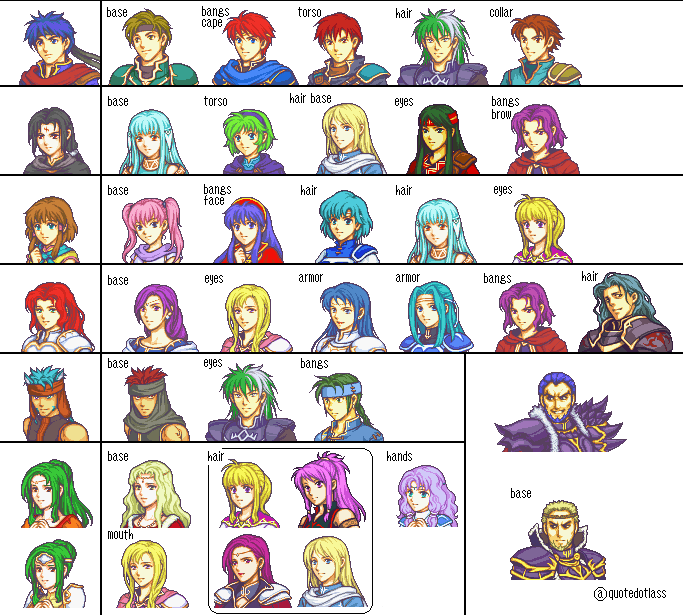 base
bangs
cape
torso
hair
collar
base
torso
hair base
eyes
bangs
brow
base
bangs
face
hair
hair
eyes
base
eyes
armor
armor
bangs
hair
base
eyes
bangs
base
hair
hands
mouth
base
@quotedotlass